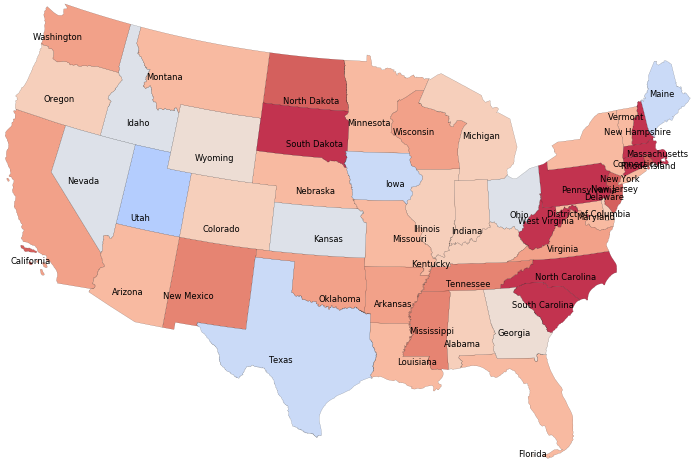 Washington
Montana
Oregon
Idaho
North Dakota
Minnesota
Wisconsin
Michigan
Maine
Vermont
New Hampshire
Massachusetts
Connecticut
Rhode Island
South Dakota
Wyoming
Nevada
Utah
Nebraska
Iowa
New York
New Jersey
Pennsylvania
Delaware
Ohio
District of Columbia
Maryland
West Virginia
Colorado
Kansas
Missouri
Illinois
Indiana
Virginia
California
Kentucky
Tennessee
North Carolina
Arizona
New Mexico
Oklahoma
Arkansas
South Carolina
Mississippi
Alabama
Georgia
Texas
Louisiana
Florida